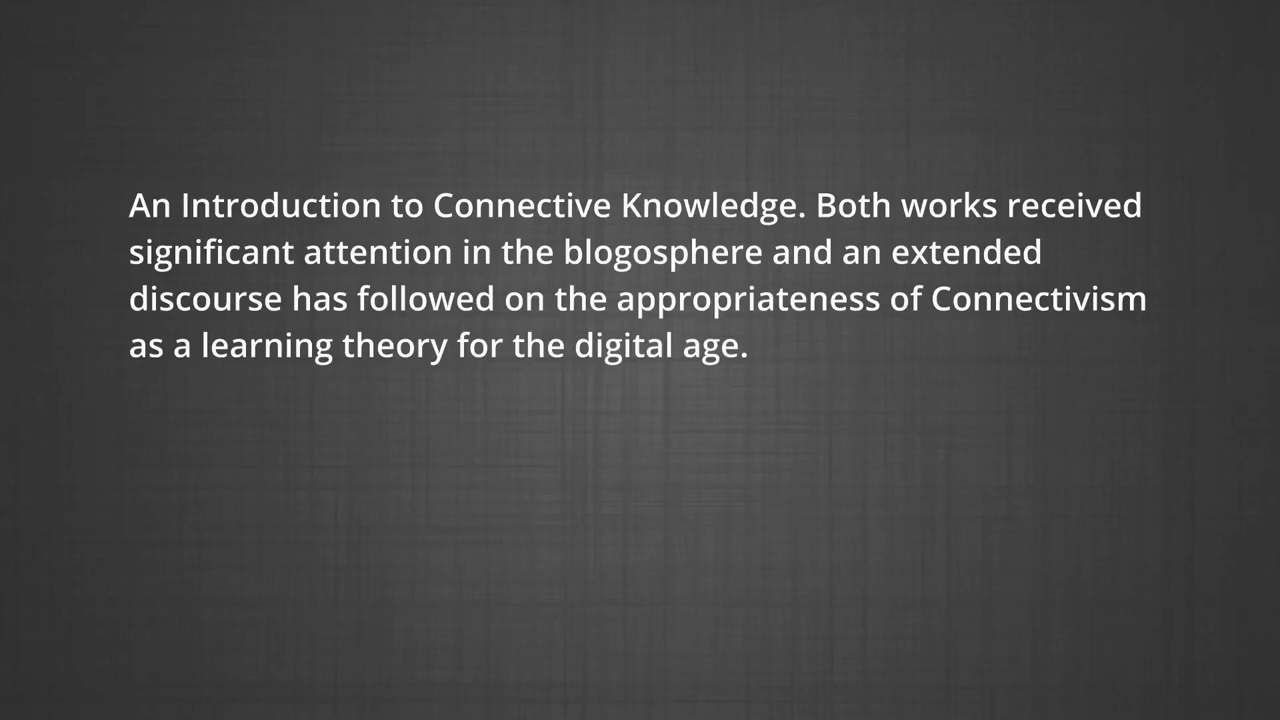 An Introduction to Connective Knowledge. Both works received
significant attention in the blogosphere and an extended
discourse has followed on the appropriateness of Connectivism
as a learning theory for the digital age.